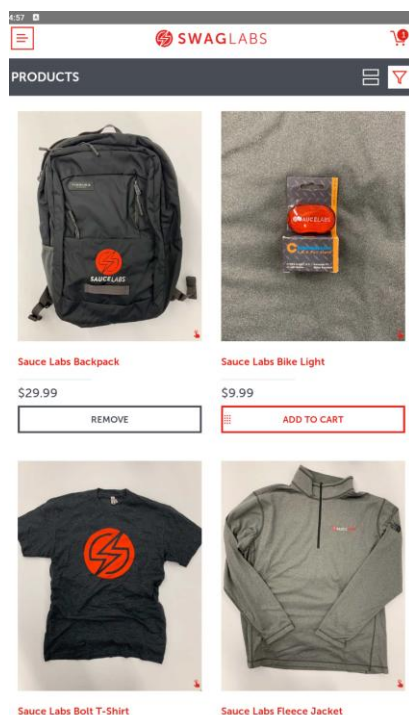 4:57
SWAGLABS
PRODUCTS
SAUCELABS
SAUCELABS
Sauce Labs Backpack
Sauce Labs Bike Light
$29.99
$9.99
REMOVE
ADD TO CART
Sauce Labs Bolt T-Shirt
Sauce Labs Fleece Jacket